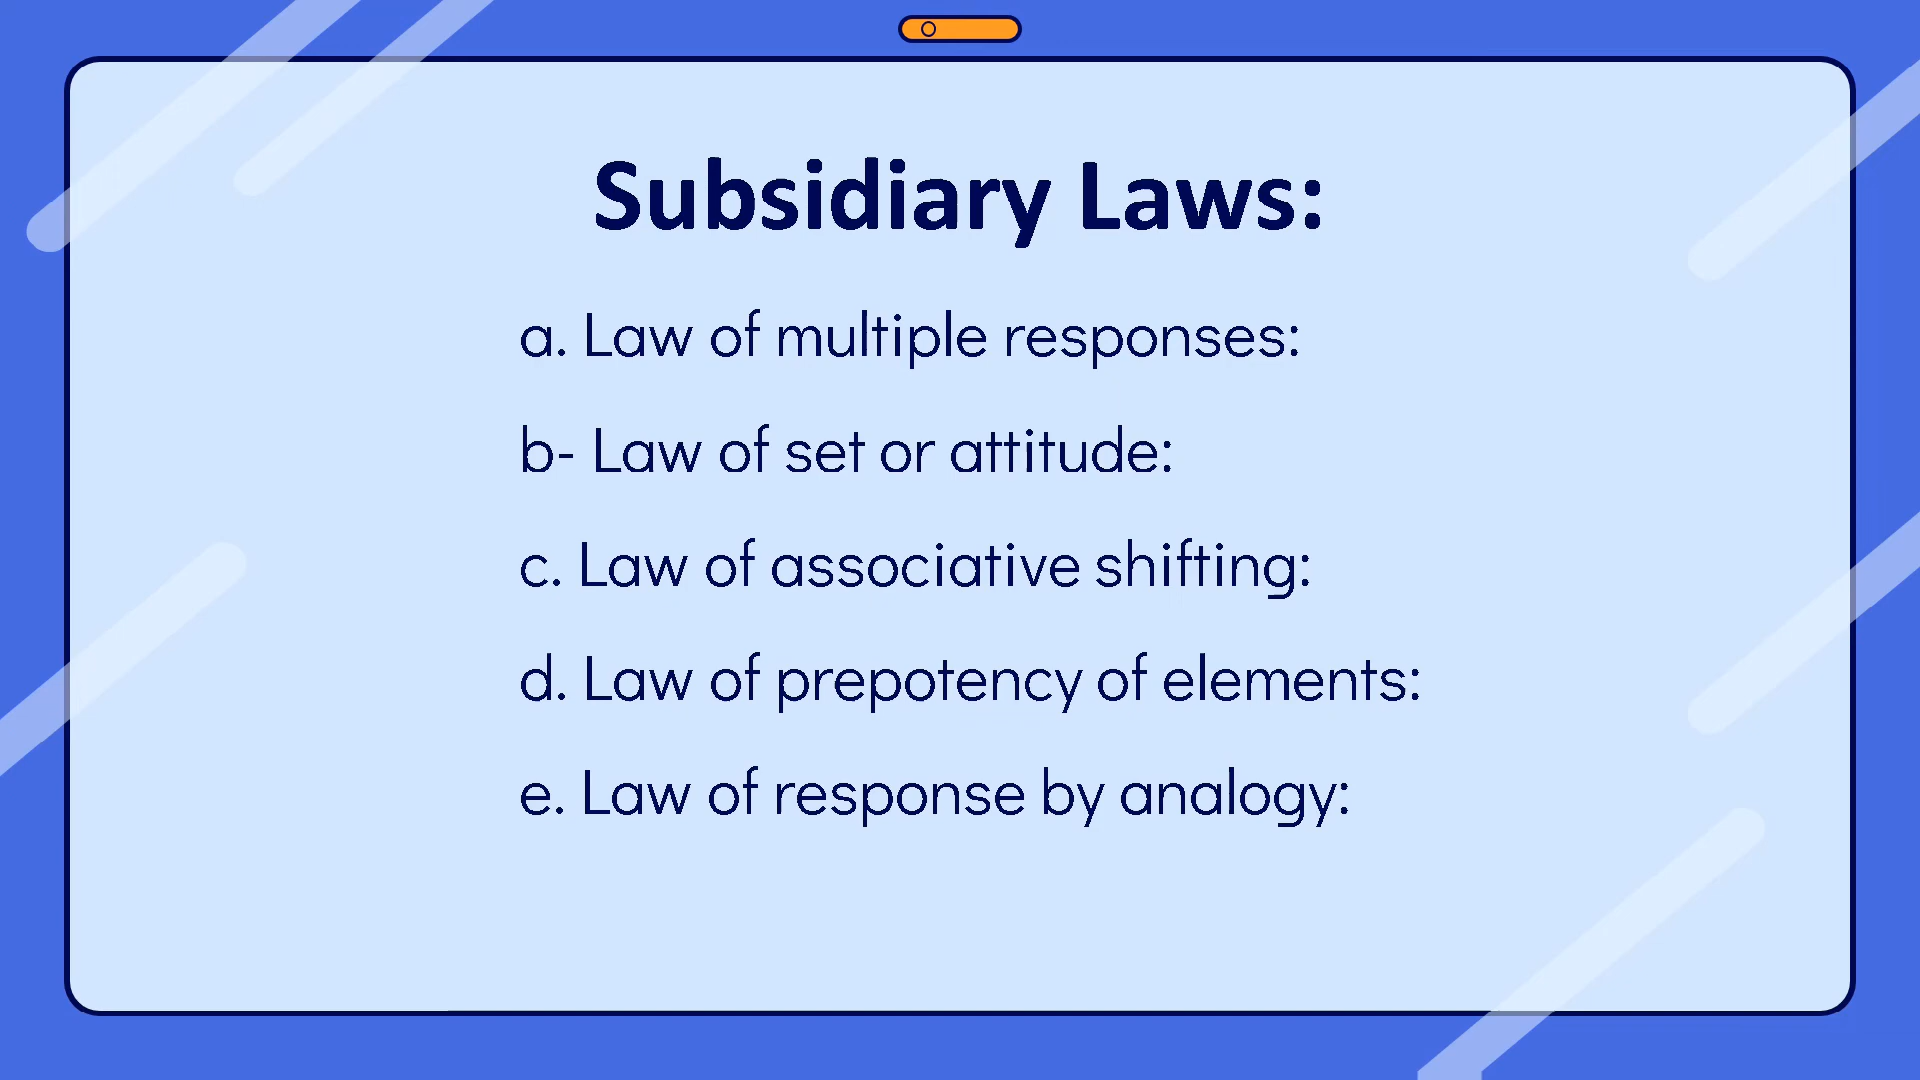 Subsidiary Laws:
a. Law of multiple responses:
b- Law of set or attitude:
c. Law of associative shifting:
d. Law of prepotency of elements:
e. Law of response by analogy: